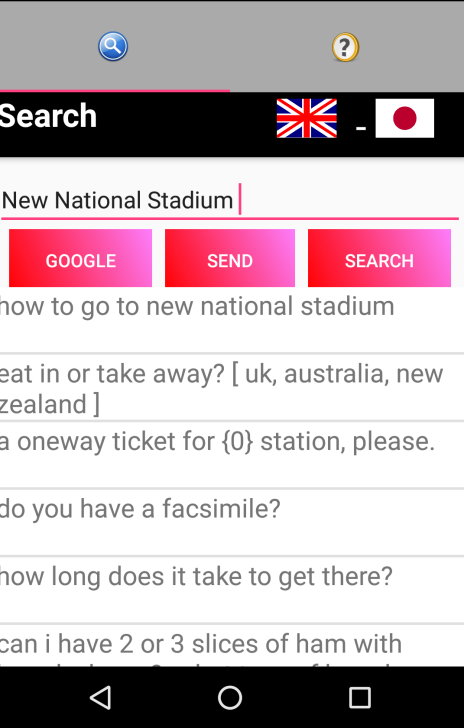 Search
-
New National Stadium
GOOGLE SEND SEARCH
how to go to new national stadium
eat in or take away? [ uk, australia, new
zealand ]
a oneway ticket for {0} station, please.
do you have a facsimile?
how long does it take to get there?
can i have 2 or 3 slices of ham with